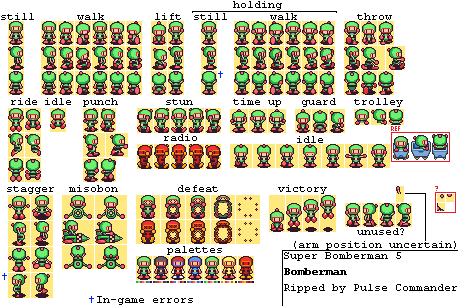 holding
still walk lift still walk throw
†
ride idle punch stun time up guard trolley
REF
radio idle
stagger misobon defeat victory
?
unused?
(arm position uncertain)
palettes
Super Bomberman 5
Bomberman
Ripped by Pulse Commander
†
†In-game errors